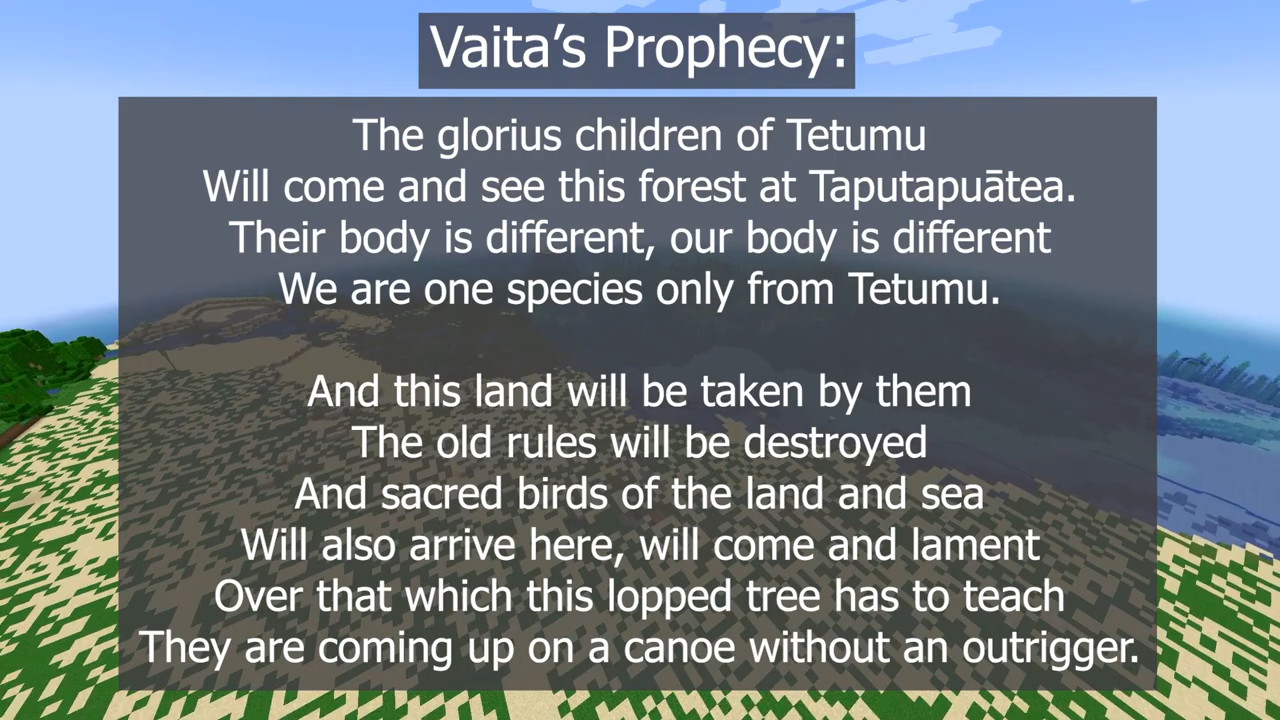 Vaita’s Prophecy:
The glorius children of Tetumu
Will come and see this forest at Taputapuātea.
Their body is different, our body is different
We are one species only from Tetumu.
And this land will be taken by them
The old rules will be destroyed
And sacred birds of the land and sea
Will also arrive here, will come and lament
Over that which this lopped tree has to teach
They are coming up on a canoe without an outrigger.